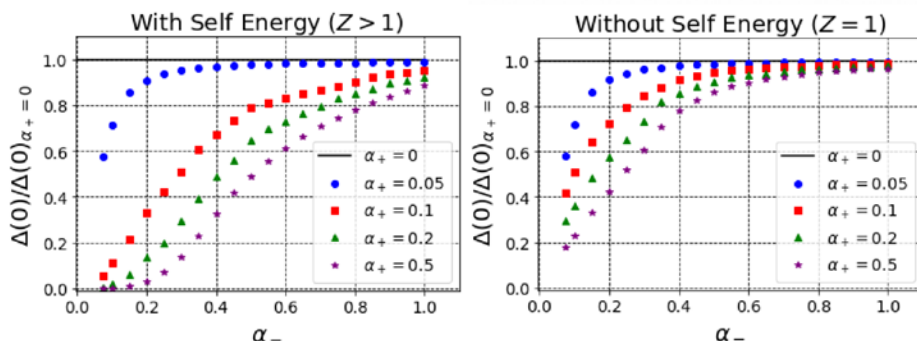 With Self Energy (Z > 1)
Δ(0)/Δ(0)α₊ = 0
1.0
0.8
0.6
0.4
0.2
0.0
α₊ = 0
α₊ = 0.05
α₊ = 0.1
α₊ = 0.2
α₊ = 0.5
0.0 0.2 0.4 0.6 0.8 1.0
α₋
Without Self Energy (Z = 1)
Δ(0)/Δ(0)α₊ = 0
1.0
0.8
0.6
0.4
0.2
0.0
α₊ = 0
α₊ = 0.05
α₊ = 0.1
α₊ = 0.2
α₊ = 0.5
0.0 0.2 0.4 0.6 0.8 1.0
α₋